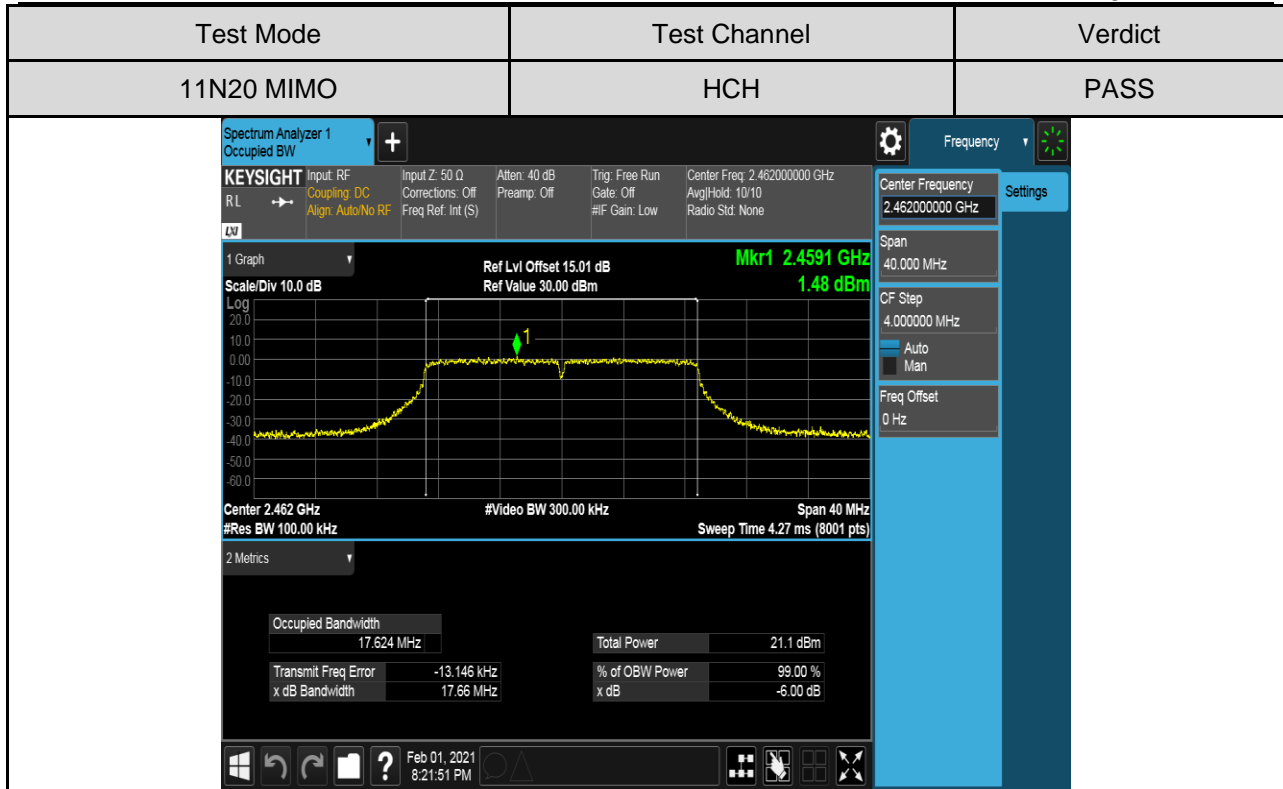 Test Mode Test Channel Verdict
11N20 MIMO HCH PASS
Spectrum Analyzer 1
Occupied BW
+
Frequency
KEYSIGHT
RL
LXI
Input: RF
Coupling: DC
Align: Auto/No RF
Input Z: 50 Ω
Corrections: Off
Freq Ref: Int (S)
Atten: 40 dB
Preamp: Off
Trig: Free Run
Gate: Off
#IF Gain: Low
Center Freq: 2.462000000 GHz
Avg|Hold: 10/10
Radio Std: None
Center Frequency
2.462000000 GHz
Settings
Span
40.000 MHz
CF Step
4.000000 MHz
Auto
Man
Freq Offset
0 Hz
1 Graph
Scale/Div 10.0 dB
Ref Lvl Offset 15.01 dB
Ref Value 30.00 dBm
Mkr1 2.4591 GHz
1.48 dBm
Log
20.0
10.0
0.00
-10.0
-20.0
-30.0
-40.0
-50.0
-60.0
1
Center 2.462 GHz #Video BW 300.00 kHz Span 40 MHz
#Res BW 100.00 kHz Sweep Time 4.27 ms (8001 pts)
2 Metrics
Occupied Bandwidth
17.624 MHz
Total Power 21.1 dBm
Transmit Freq Error -13.146 kHz
% of OBW Power 99.00 %
x dB Bandwidth 17.66 MHz
x dB -6.00 dB
?
Feb 01, 2021
8:21:51 PM